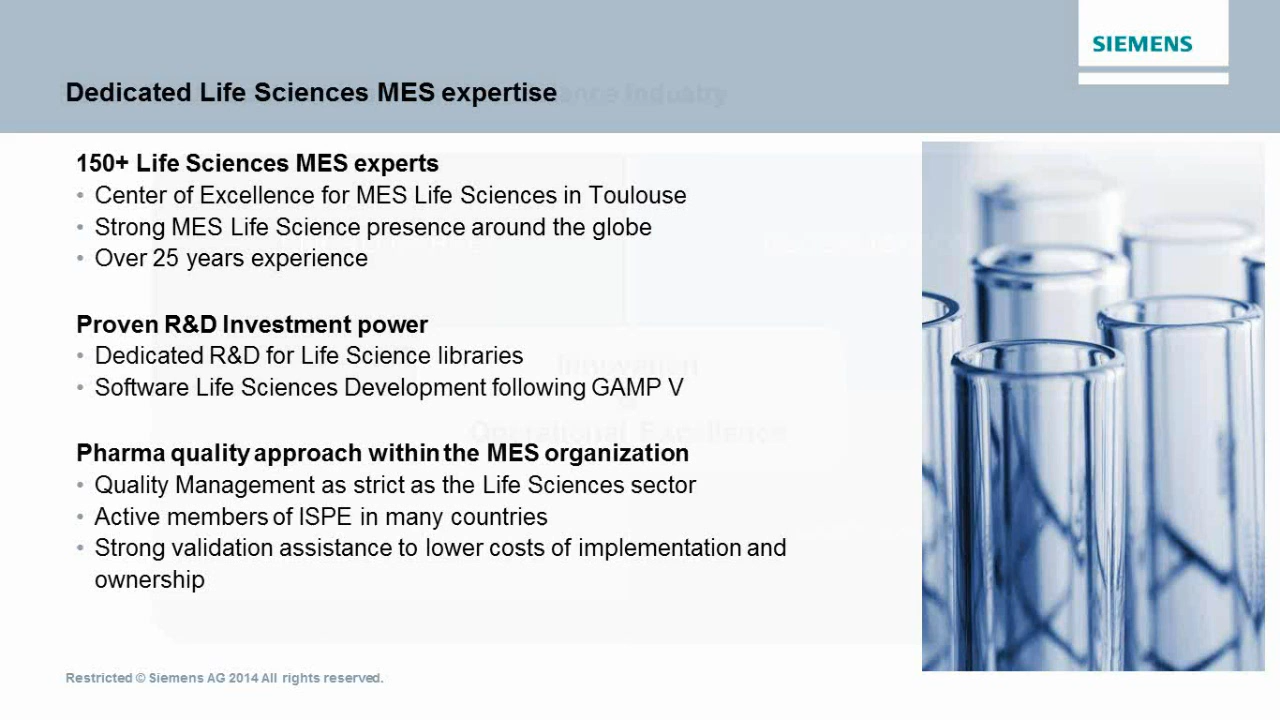 SIEMENS
Dedicated Life Sciences MES expertise
150+ Life Sciences MES experts
• Center of Excellence for MES Life Sciences in Toulouse
• Strong MES Life Science presence around the globe
• Over 25 years experience
Proven R&D Investment power
• Dedicated R&D for Life Science libraries
• Software Life Sciences Development following GAMP V
Pharma quality approach within the MES organization
• Quality Management as strict as the Life Sciences sector
• Active members of ISPE in many countries
• Strong validation assistance to lower costs of implementation and
ownership
Innovation
Operational Excellence
Restricted © Siemens AG 2014 All rights reserved.